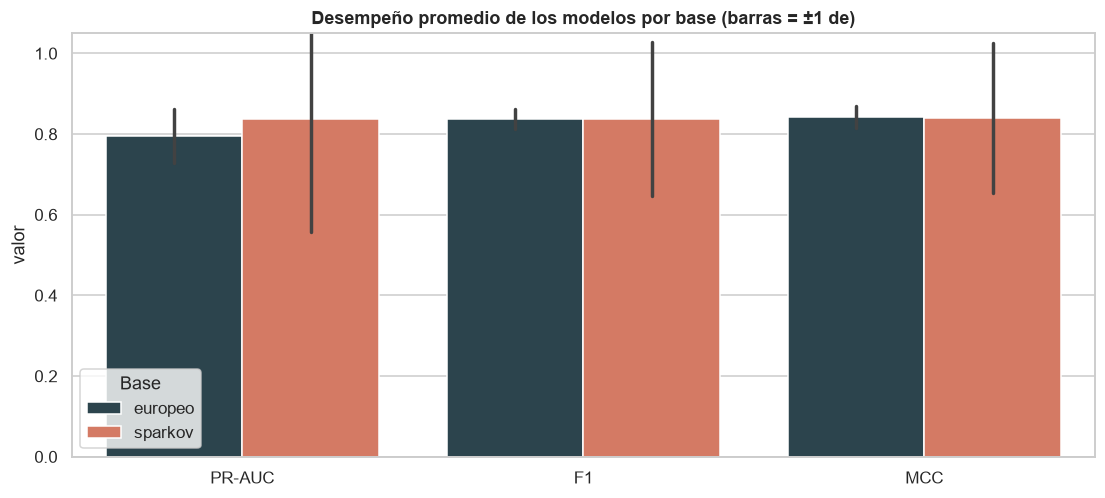 Desempeño promedio de los modelos por base (barras = ±1 de)
valor
1.0
0.8
0.6
0.4
0.2
0.0
Base
europeo
sparkov
PR-AUC
F1
MCC